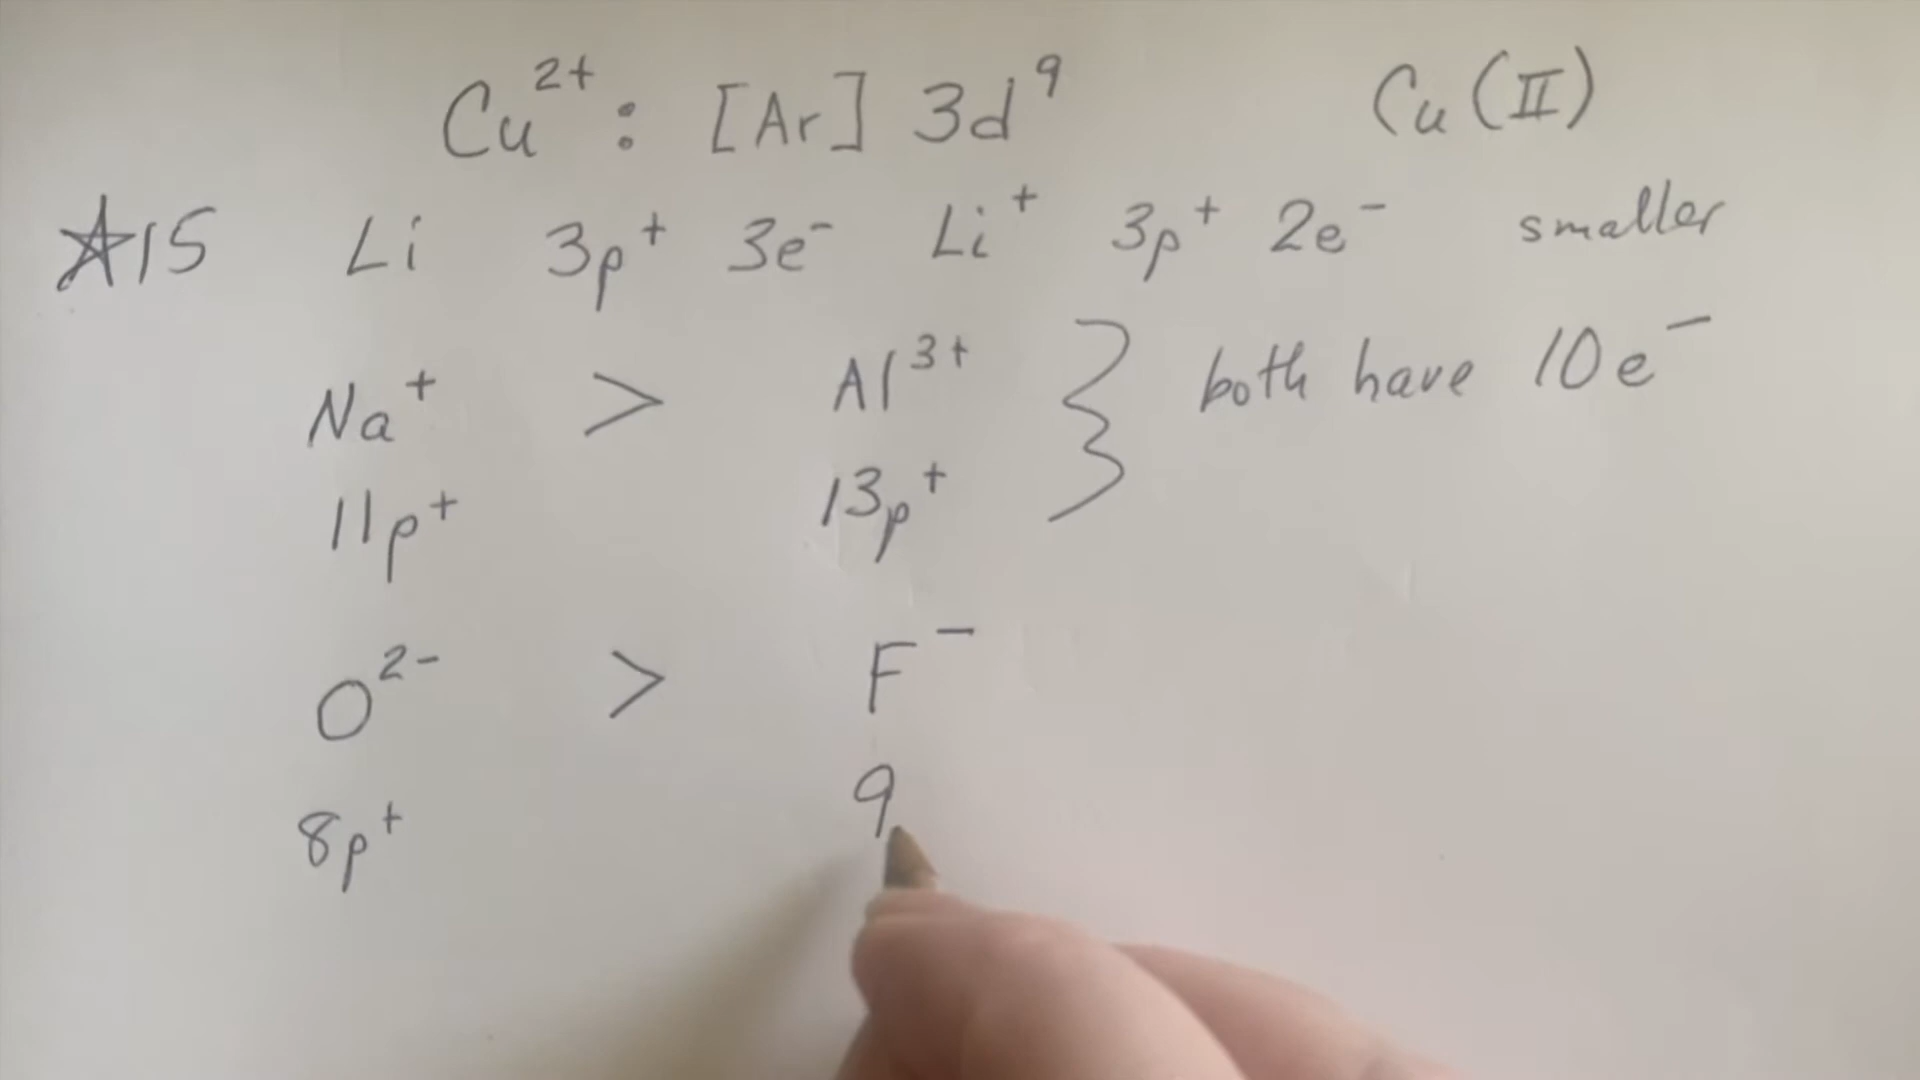 Cu²⁺ : [Ar] 3d⁹ Cu (II)
☆15 Li 3p⁺ 3e⁻ Li⁺ 3p⁺ 2e⁻ smaller
Na⁺ > Al³⁺ } both have 10e⁻
11p⁺ 13p⁺
O²⁻ > F⁻
8p⁺ 9